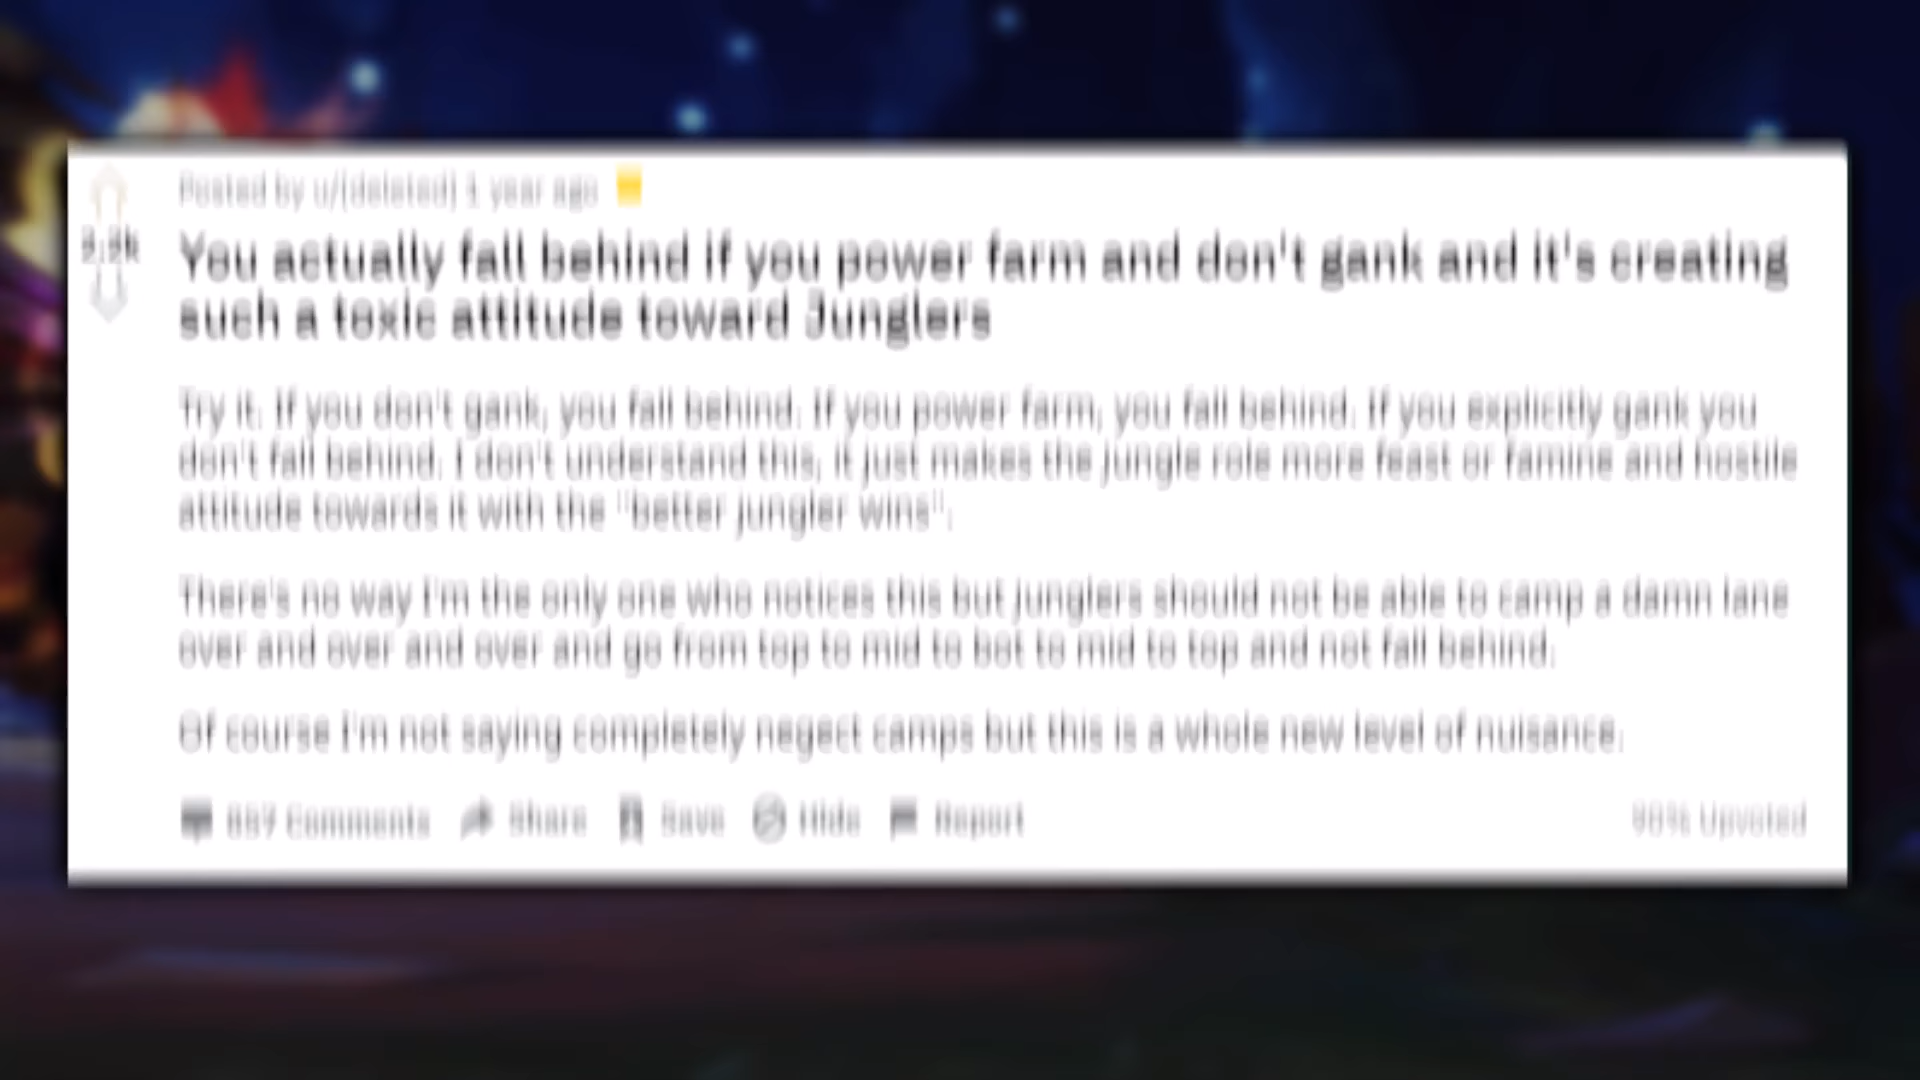 Posted by u/[deleted] 1 year ago
You actually fall behind if you power farm and don't gank and it's creating
such a toxic attitude toward Junglers
Try it. If you don't gank, you fall behind. If you power farm, you fall behind. If you explicitly gank you
don't fall behind. I don't understand this, it just makes the jungle role more feast or famine and hostile
attitude towards it with the "better jungler wins".
There's no way I'm the only one who notices this but junglers should not be able to camp a damn lane
over and over and over and go from top to mid to bot to mid to top and not fall behind.
Of course I'm not saying completely negect camps but this is a whole new level of nuisance.
Comments Share Save Hide Report
Upvoted